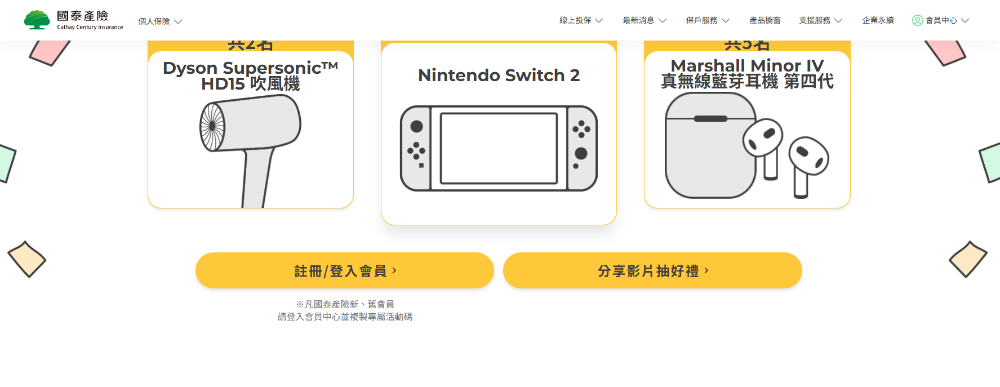 國泰產險
Cathay Century Insurance
個人保險
線上投保
最新消息
保戶服務
產品櫥窗
支援服務
企業永續
會員中心
共2名
Dyson Supersonic™
HD15 吹風機
Nintendo Switch 2
共5名
Marshall Minor IV
真無線藍芽耳機 第四代
註冊/登入會員 ›
分享影片抽好禮 ›
※凡國泰產險新、舊會員
請登入會員中心並複製專屬活動碼